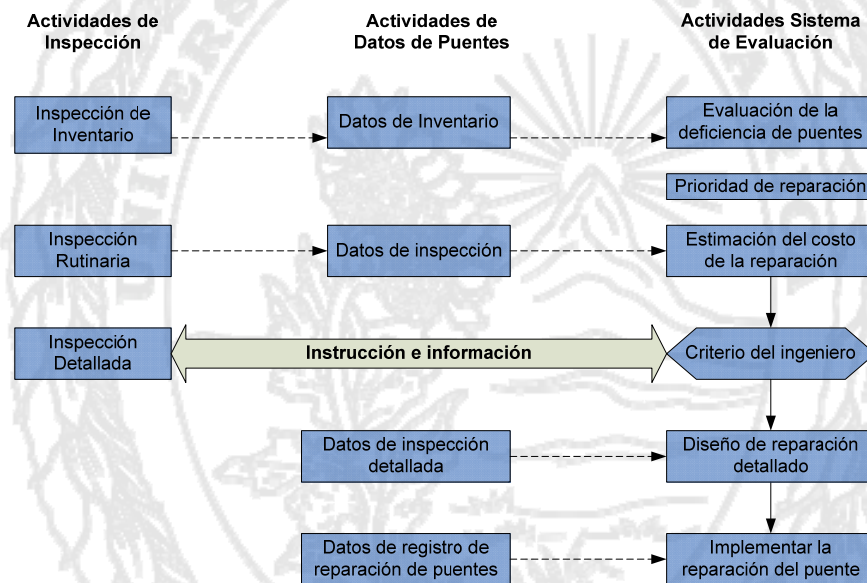 Actividades de
Inspección
Actividades de
Datos de Puentes
Actividades Sistema
de Evaluación
Inspección de
Inventario
Datos de Inventario
Evaluación de la
deficiencia de puentes
Prioridad de reparación
Inspección
Rutinaria
Datos de inspección
Estimación del costo
de la reparación
Inspección
Detallada
Instrucción e información
Criterio del ingeniero
Datos de inspección
detallada
Diseño de reparación
detallado
Datos de registro de
reparación de puentes
Implementar la
reparación del puente